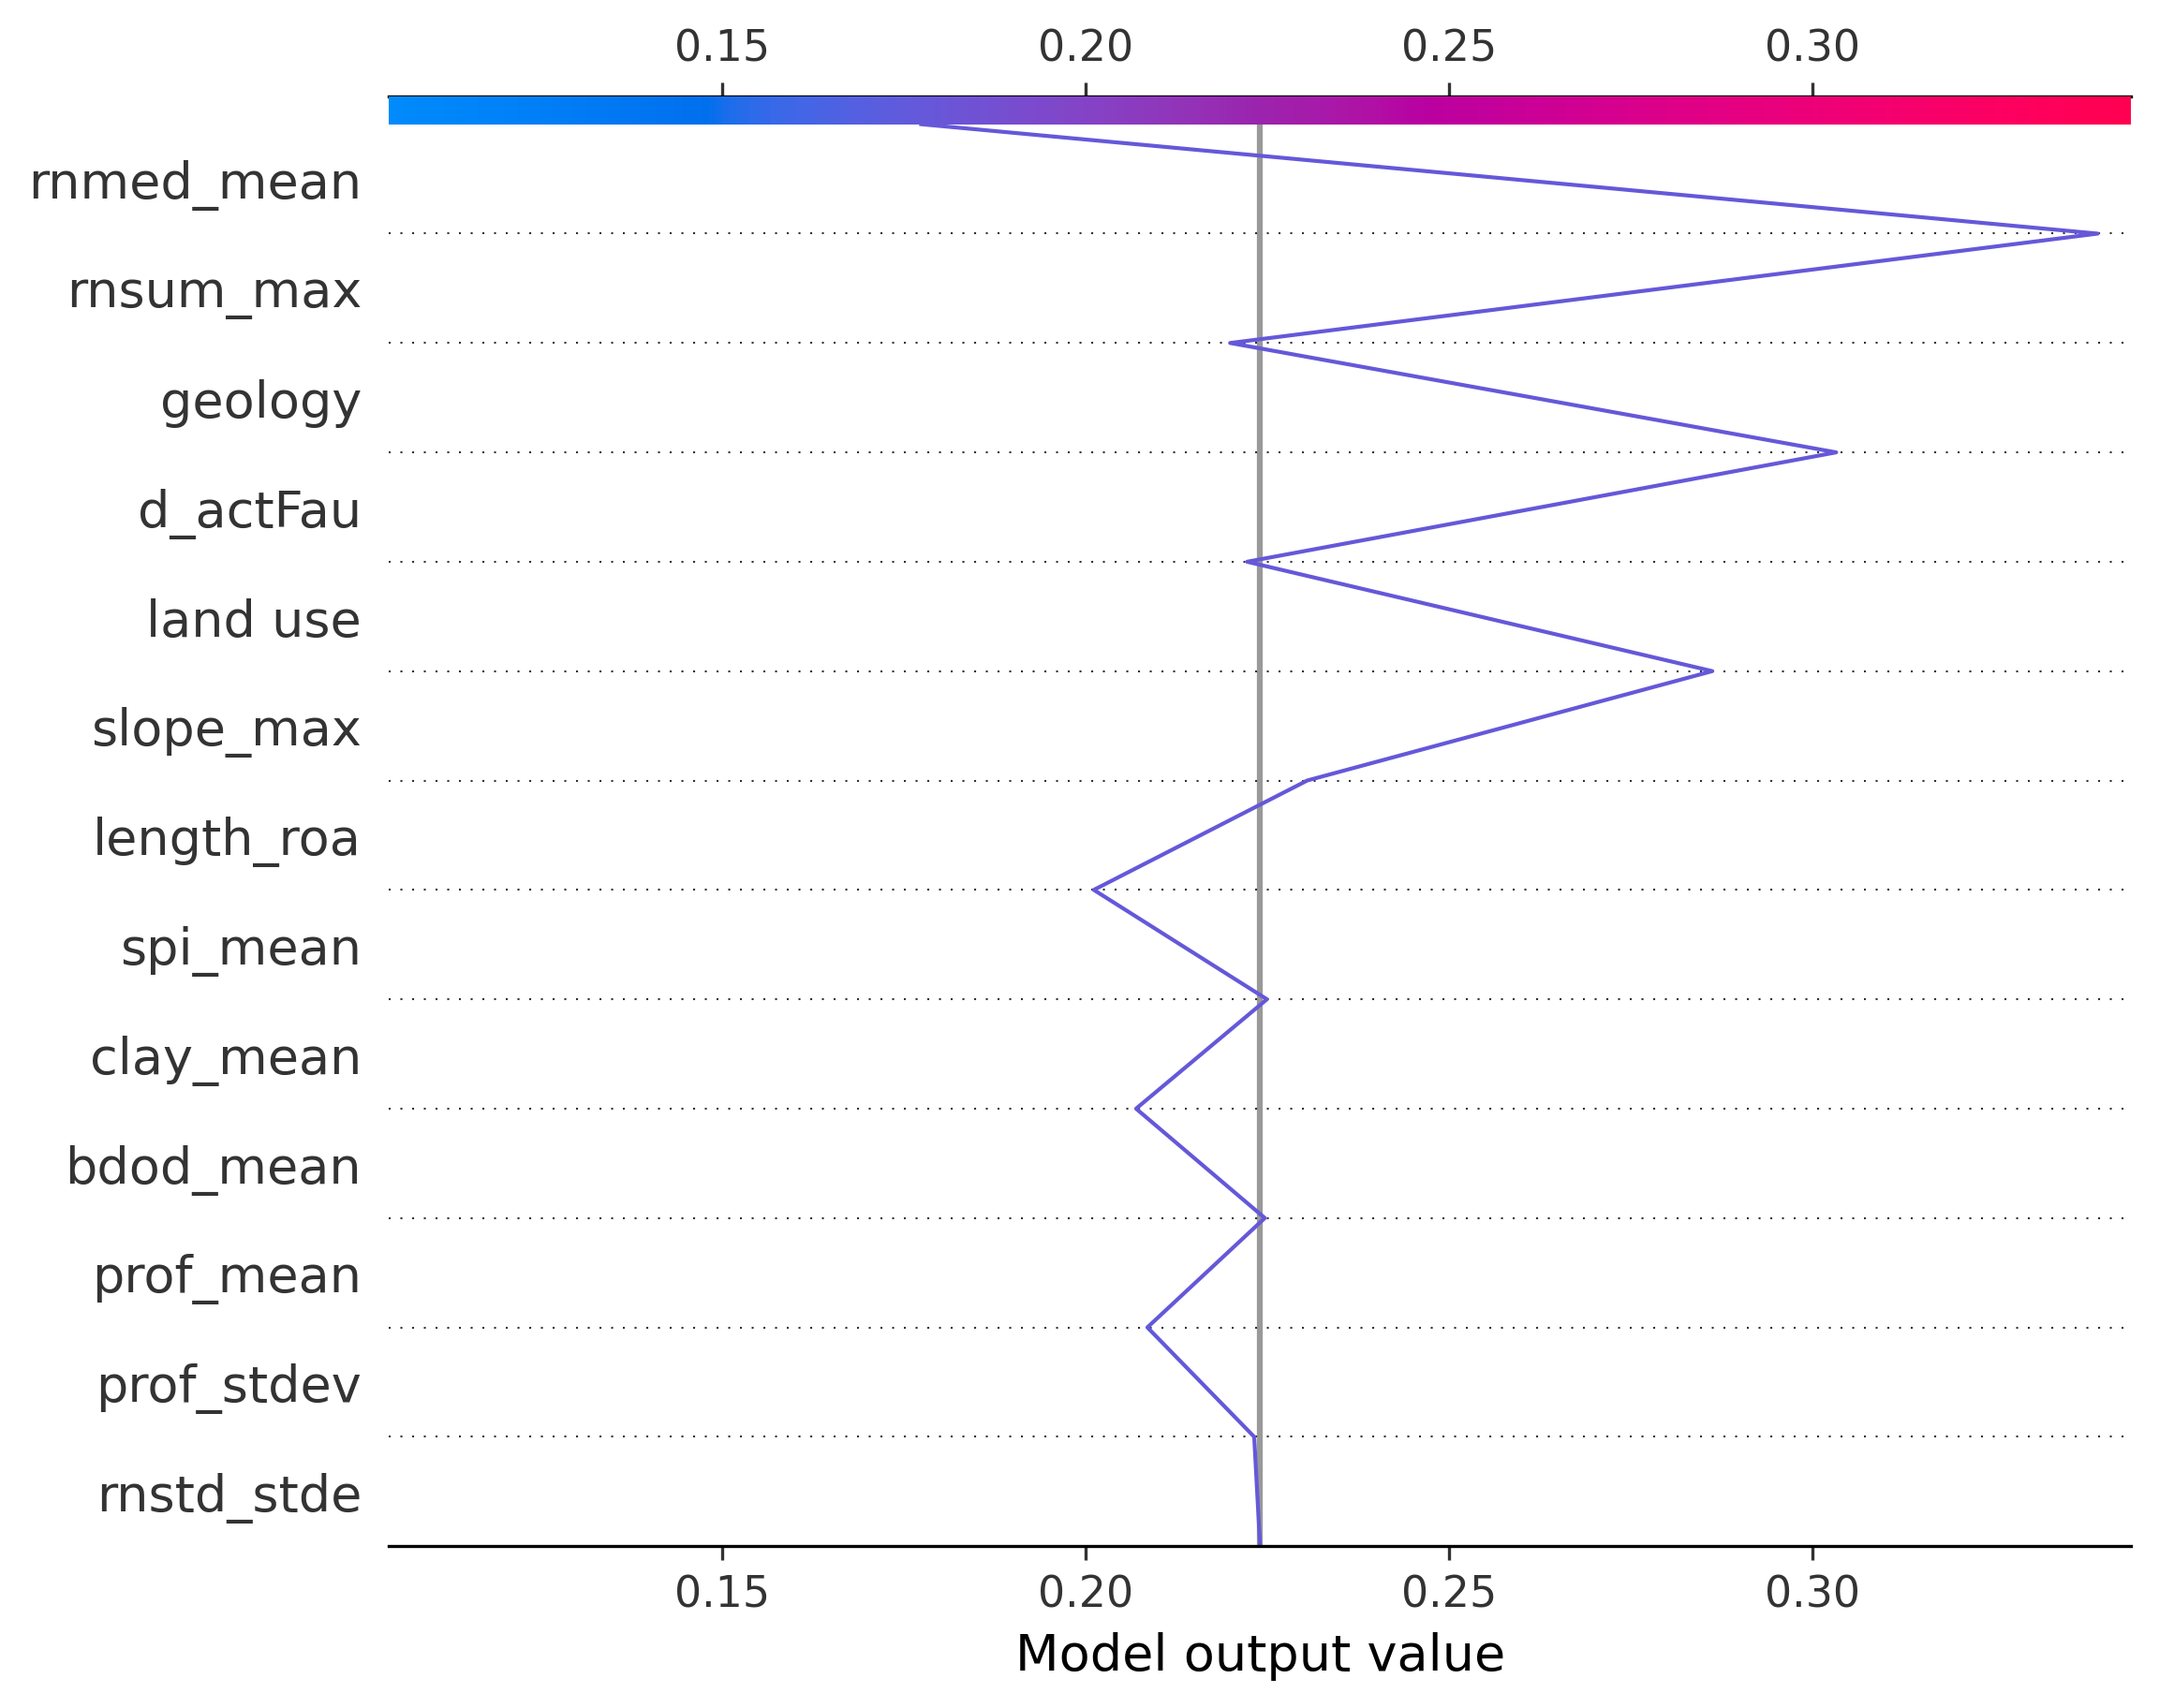 0.15 0.20 0.25 0.30
rnmed_mean
rnsum_max
geology
d_actFau
land use
slope_max
length_roa
spi_mean
clay_mean
bdod_mean
prof_mean
prof_stdev
rnstd_stde
0.15 0.20 0.25 0.30
Model output value